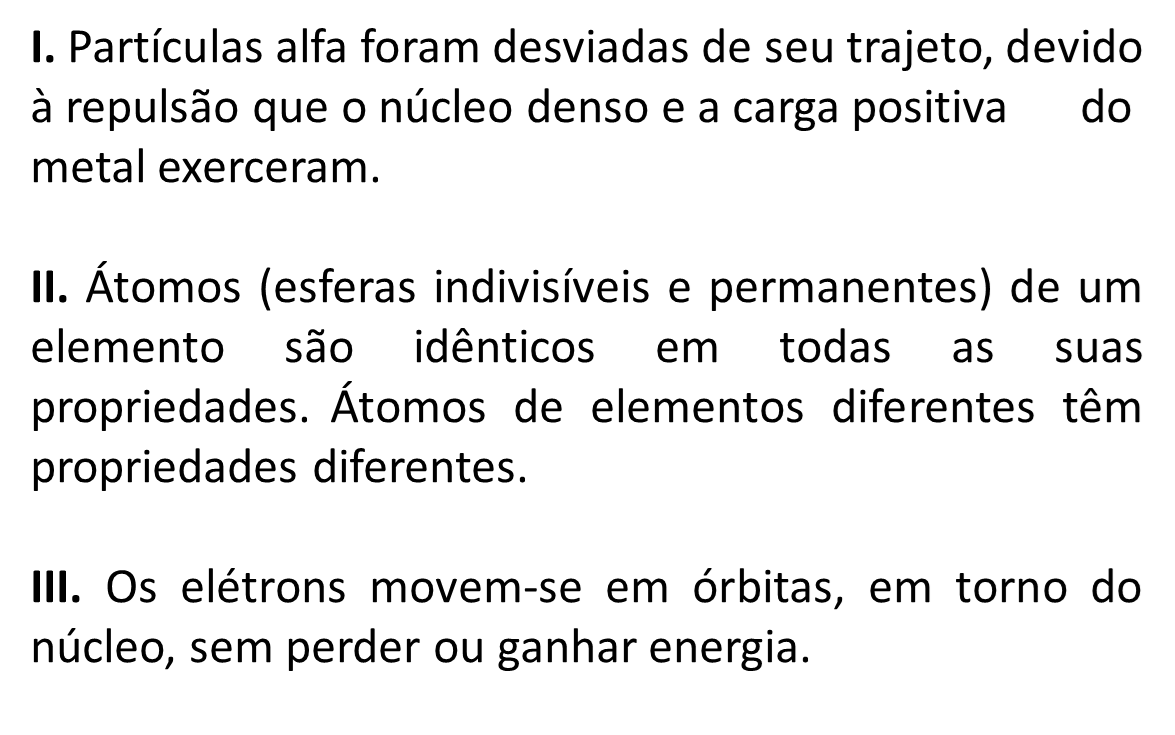 I. Partículas alfa foram desviadas de seu trajeto, devido
à repulsão que o núcleo denso e a carga positiva do
metal exerceram.
II. Átomos (esferas indivisíveis e permanentes) de um
elemento são idênticos em todas as suas
propriedades. Átomos de elementos diferentes têm
propriedades diferentes.
III. Os elétrons movem-se em órbitas, em torno do
núcleo, sem perder ou ganhar energia.